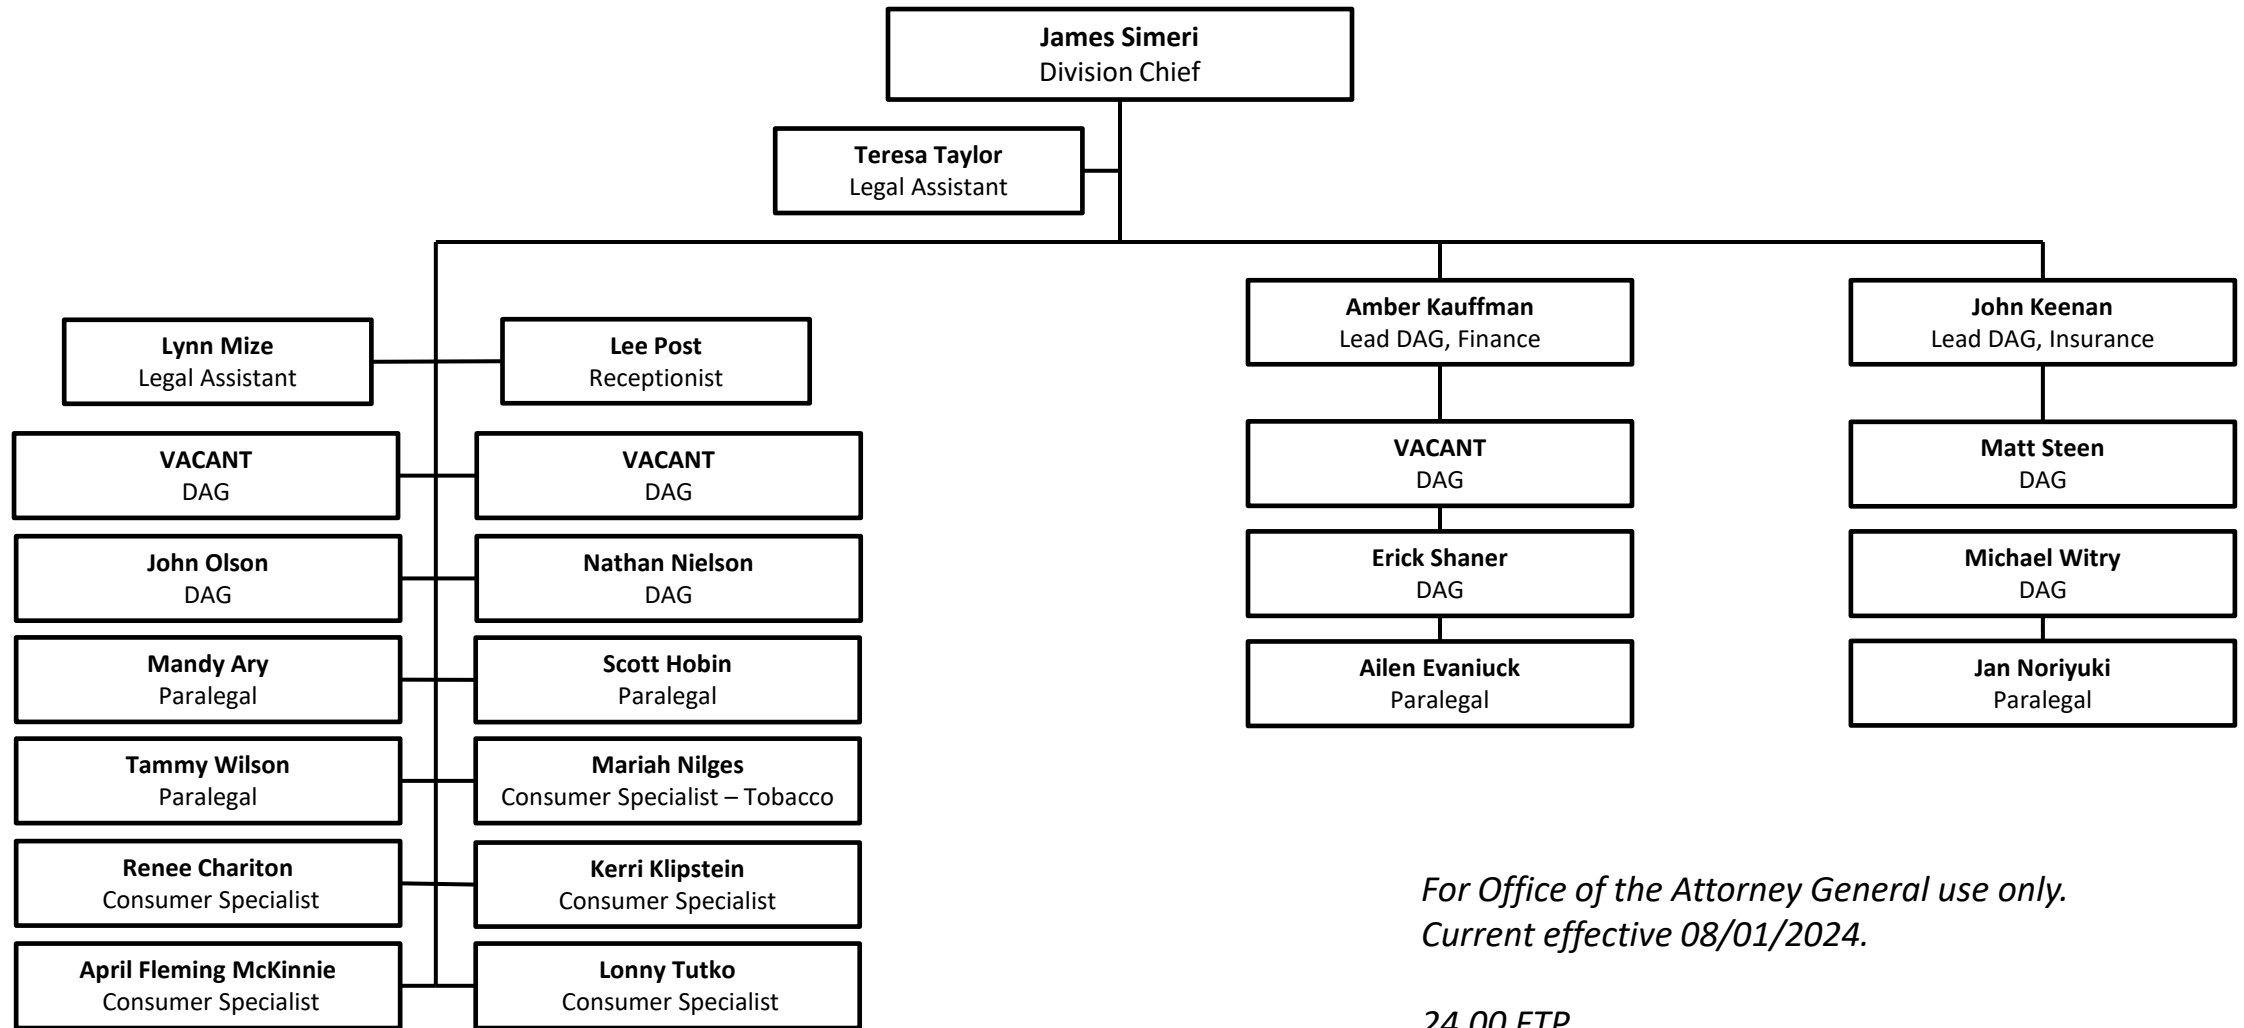 James Simeri
Division Chief
Teresa Taylor
Legal Assistant
Lynn Mize
Legal Assistant
Lee Post
Receptionist
VACANT
DAG
VACANT
DAG
John Olson
DAG
Nathan Nielson
DAG
Mandy Ary
Paralegal
Scott Hobin
Paralegal
Tammy Wilson
Paralegal
Mariah Nilges
Consumer Specialist – Tobacco
Renee Chariton
Consumer Specialist
Kerri Klipstein
Consumer Specialist
April Fleming McKinnie
Consumer Specialist
Lonny Tutko
Consumer Specialist
Amber Kauffman
Lead DAG, Finance
VACANT
DAG
Erick Shaner
DAG
Ailen Evaniuck
Paralegal
John Keenan
Lead DAG, Insurance
Matt Steen
DAG
Michael Witry
DAG
Jan Noriyuki
Paralegal
For Office of the Attorney General use only.
Current effective 08/01/2024.
24.00 FTP